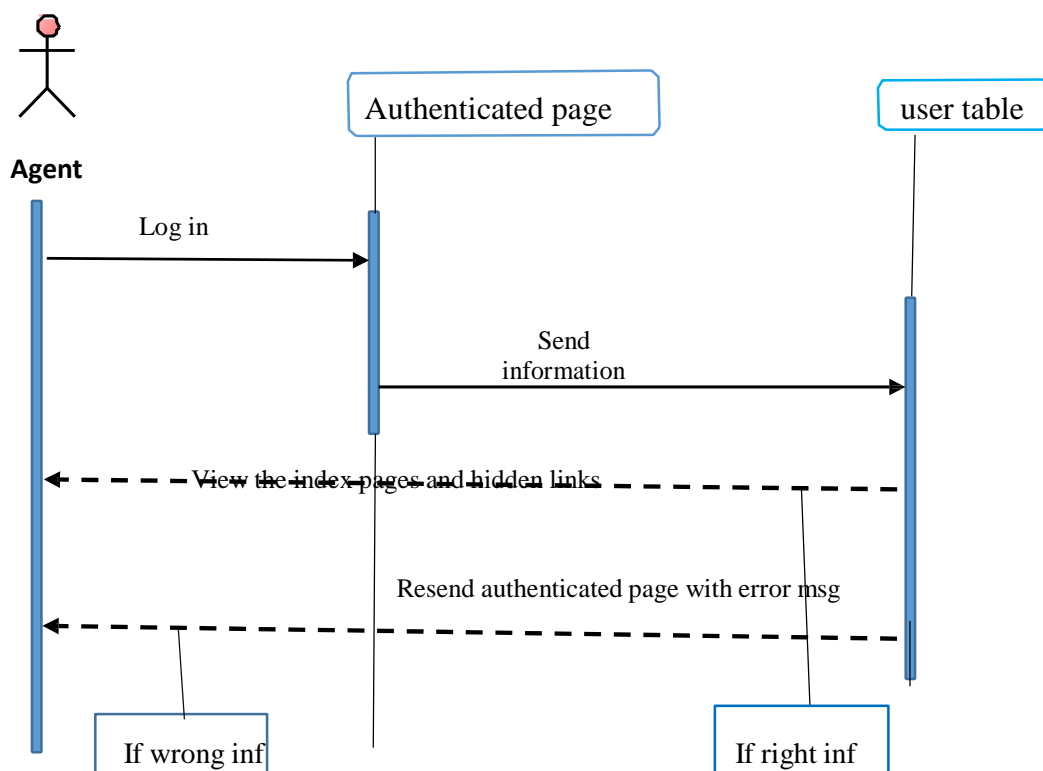 Authenticated page
user table
Agent
Log in
Send
information
View the index pages and hidden links
Resend authenticated page with error msg
If wrong inf
If right inf